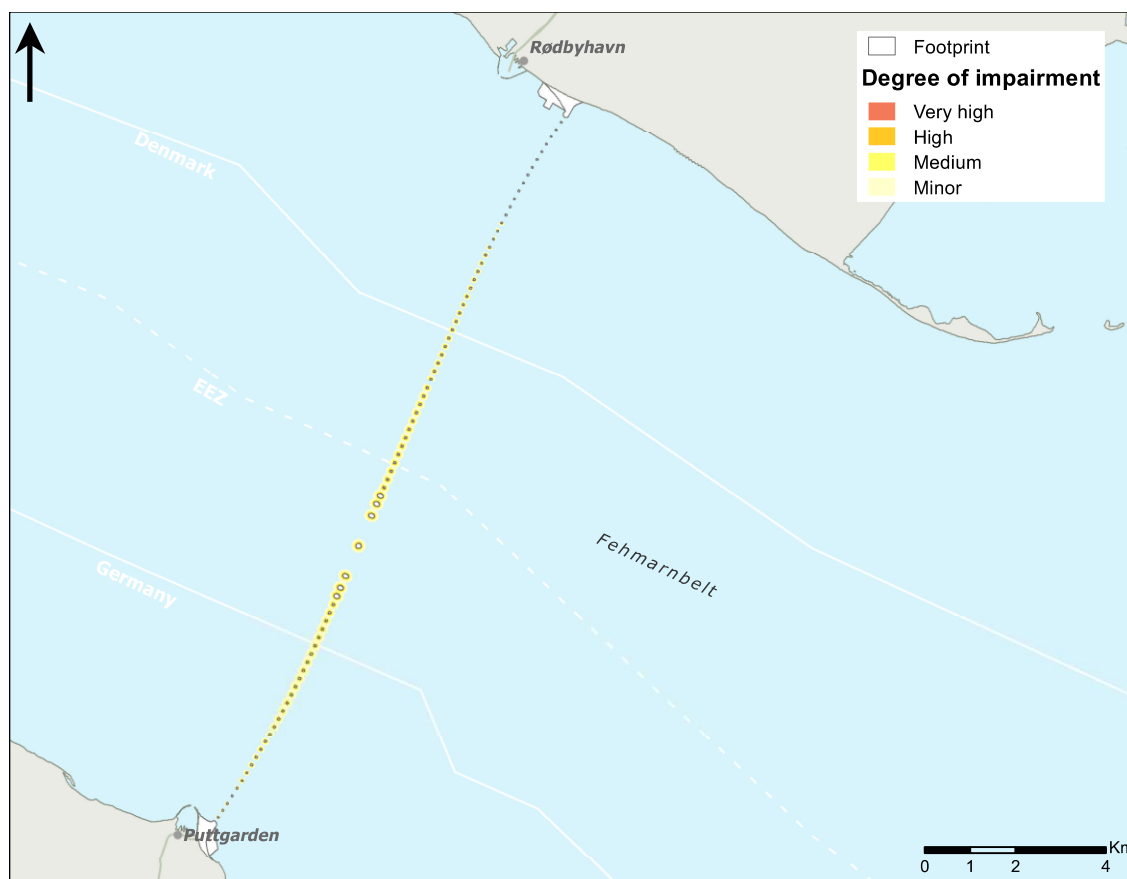 Rødbyhavn
Footprint
Degree of impairment
Very high
High
Medium
Minor
Denmark
EEZ
Fehmarnbelt
Germany
Puttgarden
Km
0 1 2 4